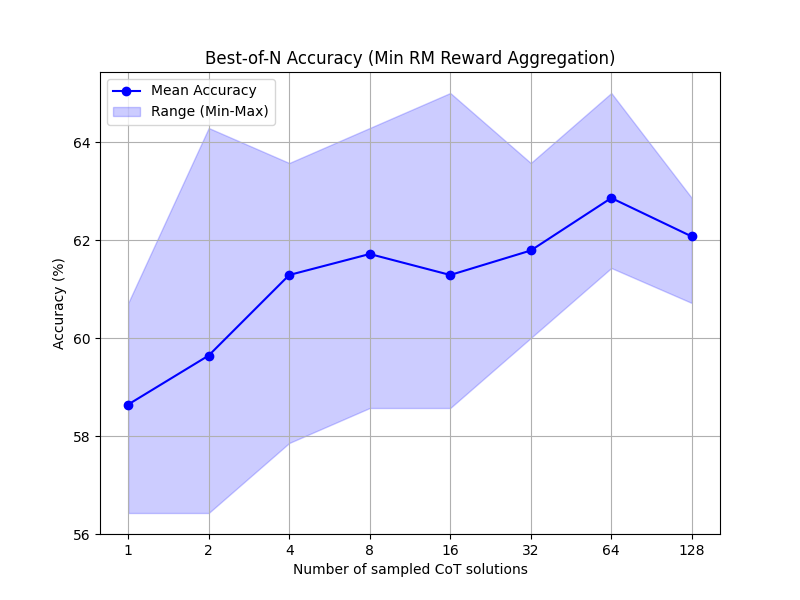 Best-of-N Accuracy (Min RM Reward Aggregation)
Mean Accuracy
Range (Min-Max)
Accuracy (%)
64
62
60
58
56
1 2 4 8 16 32 64 128
Number of sampled CoT solutions